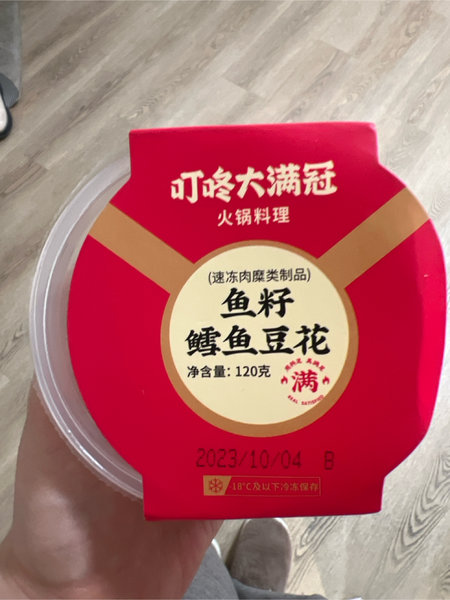 叮咚大满冠
火锅料理
(速冻肉糜类制品)
鱼籽
鳕鱼豆花
净含量：120克
满
REAL SATISFIED
2023/10/04 B
-18℃及以下冷冻保存